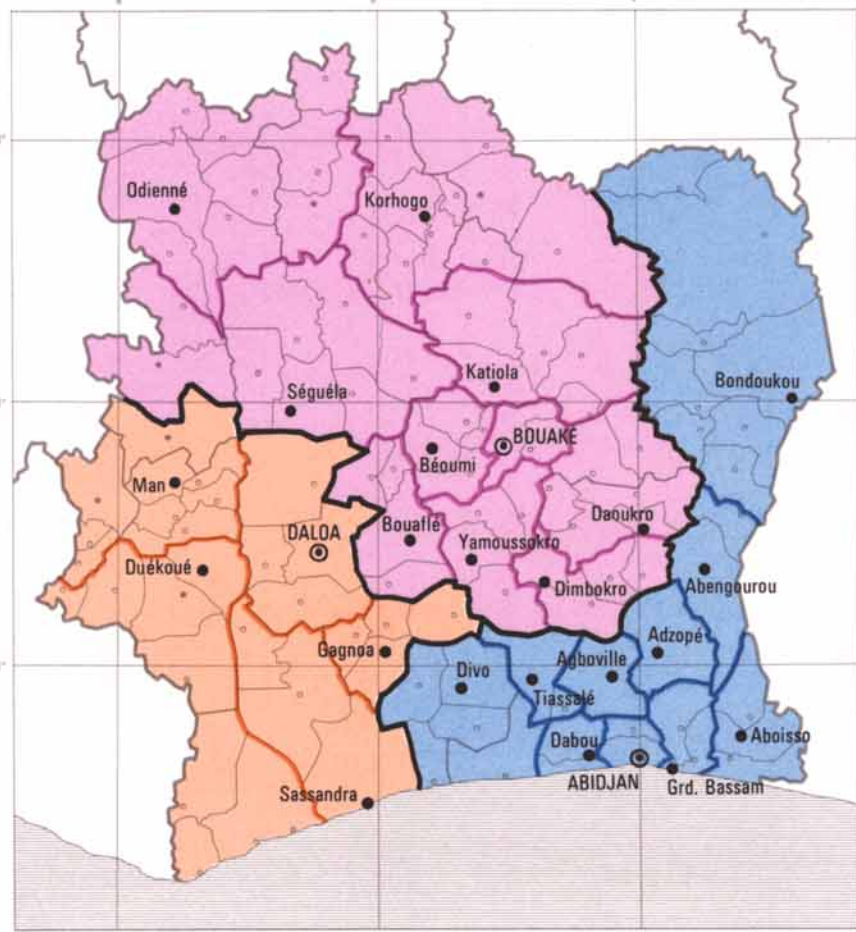 Odienné
Korhogo
Séguéla
Katiola
Bondoukou
BOUAKÉ
Béoumi
Man
Daoukro
DALOA
Bouaflé
Yamoussokro
Duékoué
Dimbokro
Abengourou
Gagnoa
Agboville
Adzopé
Divo
Tiassalé
Dabou
Aboisso
ABIDJAN
Grd. Bassam
Sassandra